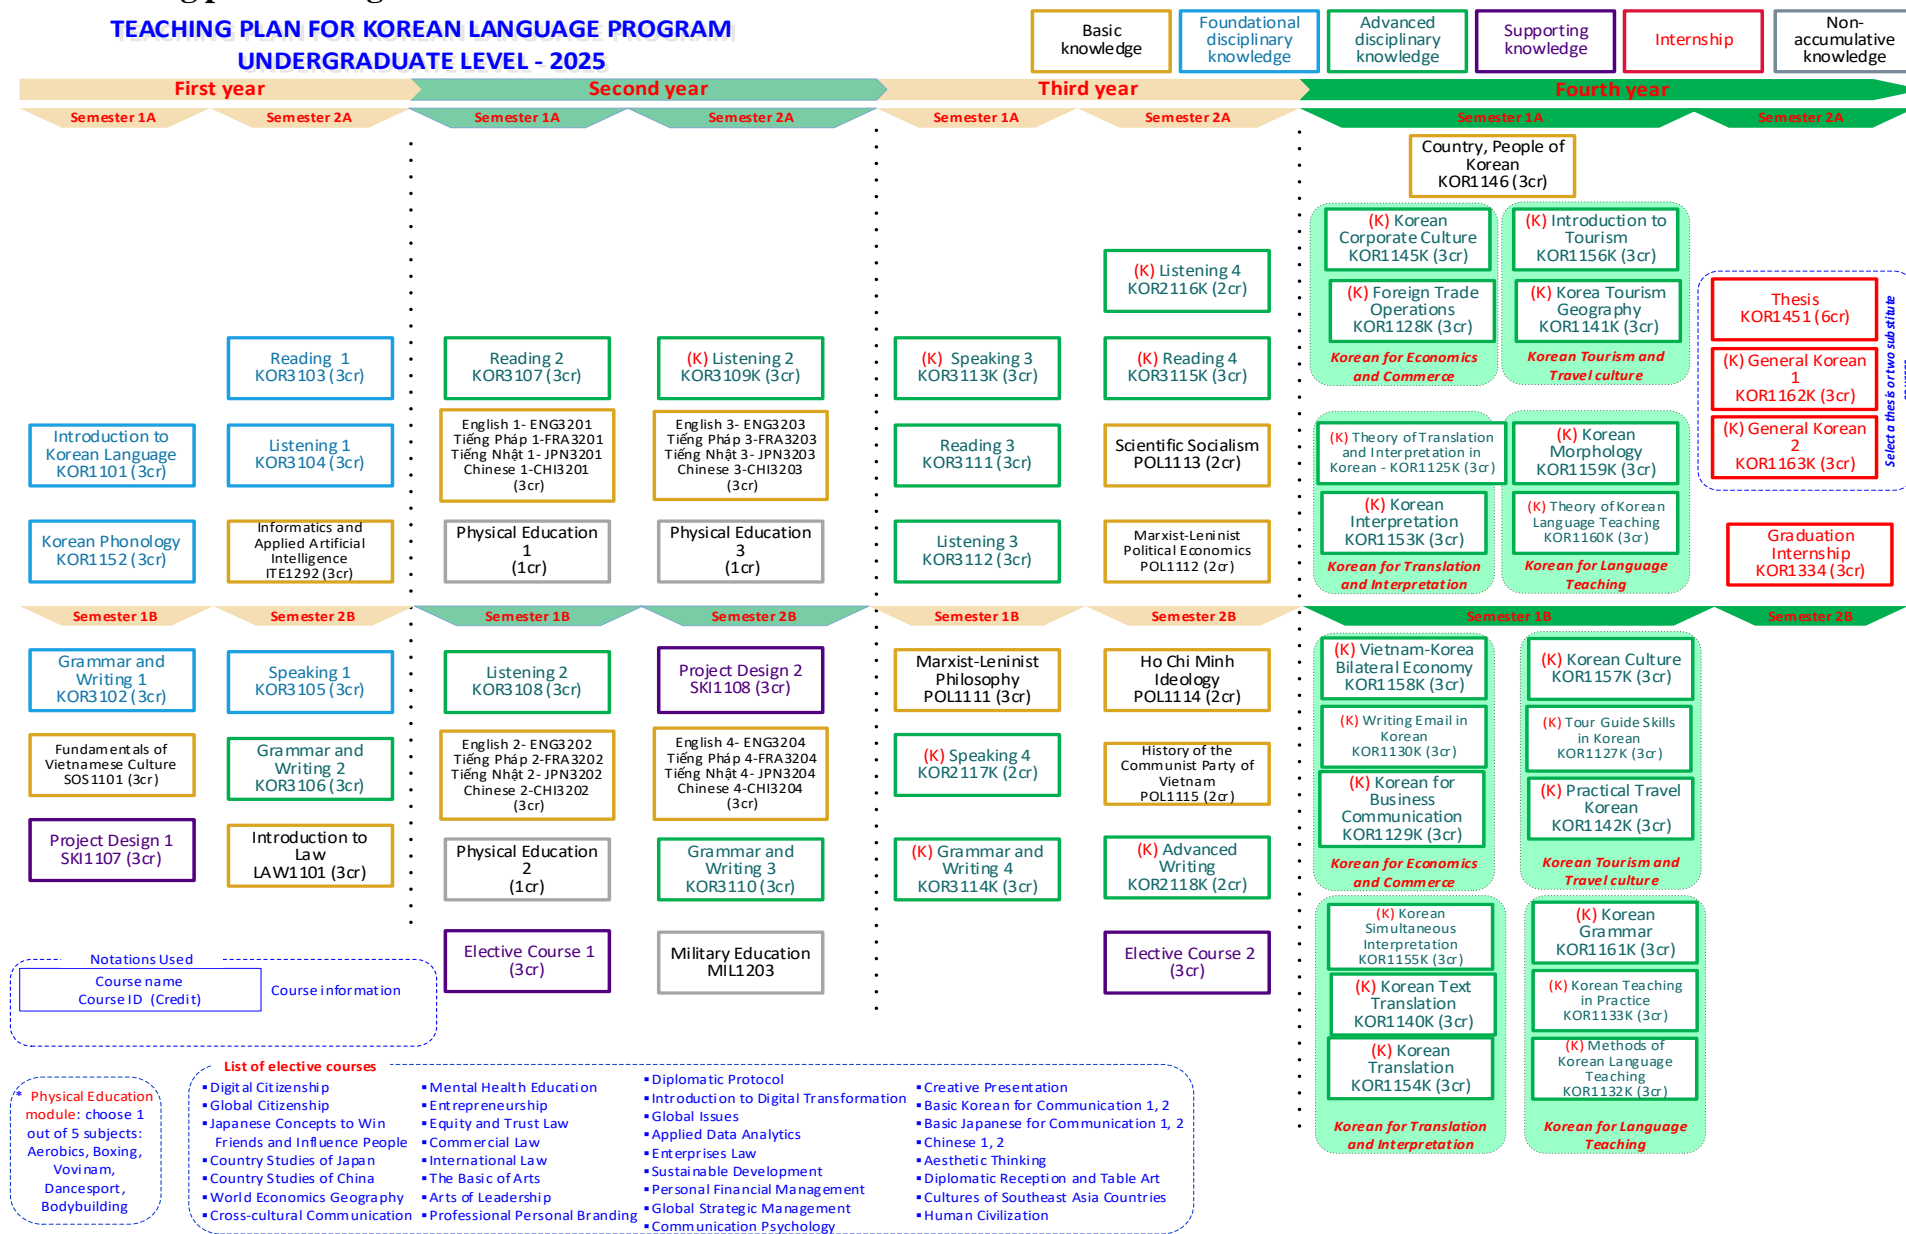 TEACHING PLAN FOR KOREAN LANGUAGE PROGRAM
UNDERGRADUATE LEVEL - 2025
Basic
knowledge
Foundational
disciplinary
knowledge
Advanced
disciplinary
knowledge
Supporting
knowledge
Internship
Non-
accumulative
knowledge
First year
Second year
Third year
Fourth year
Semester 1A
Semester 2A
Semester 1A
Semester 2A
Semester 1A
Semester 2A
Semester 1A
Semester 2A
Introduction to
Korean Language
KOR1101 (3cr)
Korean Phonology
KOR1152 (3cr)
Reading 1
KOR3103 (3cr)
Listening 1
KOR3104 (3cr)
Informatics and
Applied Artificial
Intelligence
ITE1292 (3cr)
Reading 2
KOR3107 (3cr)
English 1- ENG3201
Tiếng Pháp 1-FRA3201
Tiếng Nhật 1- JPN3201
Chinese 1-CHI3201
(3cr)
Physical Education
1
(1cr)
(K) Listening 2
KOR3109K (3cr)
English 3- ENG3203
Tiếng Pháp 3-FRA3203
Tiếng Nhật 3- JPN3203
Chinese 3-CHI3203
(3cr)
Physical Education
3
(1cr)
(K) Speaking 3
KOR3113K (3cr)
Reading 3
KOR3111 (3cr)
Listening 3
KOR3112 (3cr)
(K) Listening 4
KOR2116K (2cr)
(K) Reading 4
KOR3115K (3cr)
Scientific Socialism
POL1113 (2cr)
Marxist-Leninist
Political Economics
POL1112 (2cr)
Country, People of
Korean
KOR1146 (3cr)
(K) Korean
Corporate Culture
KOR1145K (3cr)
(K) Foreign Trade
Operations
KOR1128K (3cr)
Korean for Economics
and Commerce
(K) Introduction to
Tourism
KOR1156K (3cr)
(K) Korea Tourism
Geography
KOR1141K (3cr)
Korean Tourism and
Travel culture
(K) Theory of Translation
and Interpretation in
Korean - KOR1125K (3cr)
(K) Korean
Interpretation
KOR1153K (3cr)
Korean for Translation
and Interpretation
(K) Korean
Morphology
KOR1159K (3cr)
(K) Theory of Korean
Language Teaching
KOR1160K (3cr)
Korean for Language
Teaching
Thesis
KOR1451 (6cr)
(K) General Korean
1
KOR1162K (3cr)
(K) General Korean
2
KOR1163K (3cr)
Select a thesis or two substitute
Graduation
Internship
KOR1334 (3cr)
Semester 1B
Semester 2B
Semester 1B
Semester 2B
Semester 1B
Semester 2B
Semester 1B
Semester 2B
Grammar and
Writing 1
KOR3102 (3cr)
Fundamentals of
Vietnamese Culture
SOS1101 (3cr)
Project Design 1
SKI1107 (3cr)
Speaking 1
KOR3105 (3cr)
Grammar and
Writing 2
KOR3106 (3cr)
Introduction to
Law
LAW1101 (3cr)
Listening 2
KOR3108 (3cr)
English 2- ENG3202
Tiếng Pháp 2-FRA3202
Tiếng Nhật 2- JPN3202
Chinese 2-CHI3202
(3cr)
Physical Education
2
(1cr)
Elective Course 1
(3cr)
Project Design 2
SKI1108 (3cr)
English 4- ENG3204
Tiếng Pháp 4-FRA3204
Tiếng Nhật 4- JPN3204
Chinese 4-CHI3204
(3cr)
Grammar and
Writing 3
KOR3110 (3cr)
Military Education
MIL1203
Marxist-Leninist
Philosophy
POL1111 (3cr)
(K) Speaking 4
KOR2117K (2cr)
(K) Grammar and
Writing 4
KOR3114K (3cr)
Ho Chi Minh
Ideology
POL1114 (2cr)
History of the
Communist Party of
Vietnam
POL1115 (2cr)
(K) Advanced
Writing
KOR2118K (2cr)
Elective Course 2
(3cr)
(K) Vietnam-Korea
Bilateral Economy
KOR1158K (3cr)
(K) Writing Email in
Korean
KOR1130K (3cr)
(K) Korean for
Business
Communication
KOR1129K (3cr)
Korean for Economics
and Commerce
(K) Korean Culture
KOR1157K (3cr)
(K) Tour Guide Skills
in Korean
KOR1127K (3cr)
(K) Practical Travel
Korean
KOR1142K (3cr)
Korean Tourism and
Travel culture
(K) Korean
Simultaneous
Interpretation
KOR1155K (3cr)
(K) Korean Text
Translation
KOR1140K (3cr)
(K) Korean
Translation
KOR1154K (3cr)
Korean for Translation
and Interpretation
(K) Korean
Grammar
KOR1161K (3cr)
(K) Korean Teaching
in Practice
KOR1133K (3cr)
(K) Methods of
Korean Language
Teaching
KOR1132K (3cr)
Korean for Language
Teaching
Notations Used
Course name
Course ID (Credit)
Course information
* Physical Education
module: choose 1
out of 5 subjects:
Aerobics, Boxing,
Vovinam,
Dancesport,
Bodybuilding
List of elective courses
▪ Digital Citizenship
▪ Global Citizenship
▪ Japanese Concepts to Win
Friends and Influence People
▪ Country Studies of Japan
▪ Country Studies of China
▪ World Economics Geography
▪ Cross-cultural Communication
▪ Mental Health Education
▪ Entrepreneurship
▪ Equity and Trust Law
▪ Commercial Law
▪ International Law
▪ The Basic of Arts
▪ Arts of Leadership
▪ Professional Personal Branding
▪ Diplomatic Protocol
▪ Introduction to Digital Transformation
▪ Global Issues
▪ Applied Data Analytics
▪ Enterprises Law
▪ Sustainable Development
▪ Personal Financial Management
▪ Global Strategic Management
▪ Communication Psychology
▪ Creative Presentation
▪ Basic Korean for Communication 1, 2
▪ Basic Japanese for Communication 1, 2
▪ Chinese 1, 2
▪ Aesthetic Thinking
▪ Diplomatic Reception and Table Art
▪ Cultures of Southeast Asia Countries
▪ Human Civilization